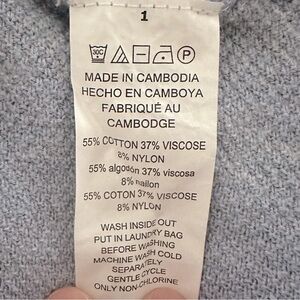 1
30C
P
MADE IN CAMBODIA
HECHO EN CAMBOYA
FABRIQUÉ AU
CAMBODGE
55% COTTON 37% VISCOSE
8% NYLON
55% algodón 37% viscosa
8% nailon
55% COTON 37% VISCOSE
8% NYLON
WASH INSIDE OUT
PUT IN LAUNDRY BAG
BEFORE WASHING
MACHINE WASH COLD
SEPARATELY
GENTLE CYCLE
ONLY NON-CHLORINE